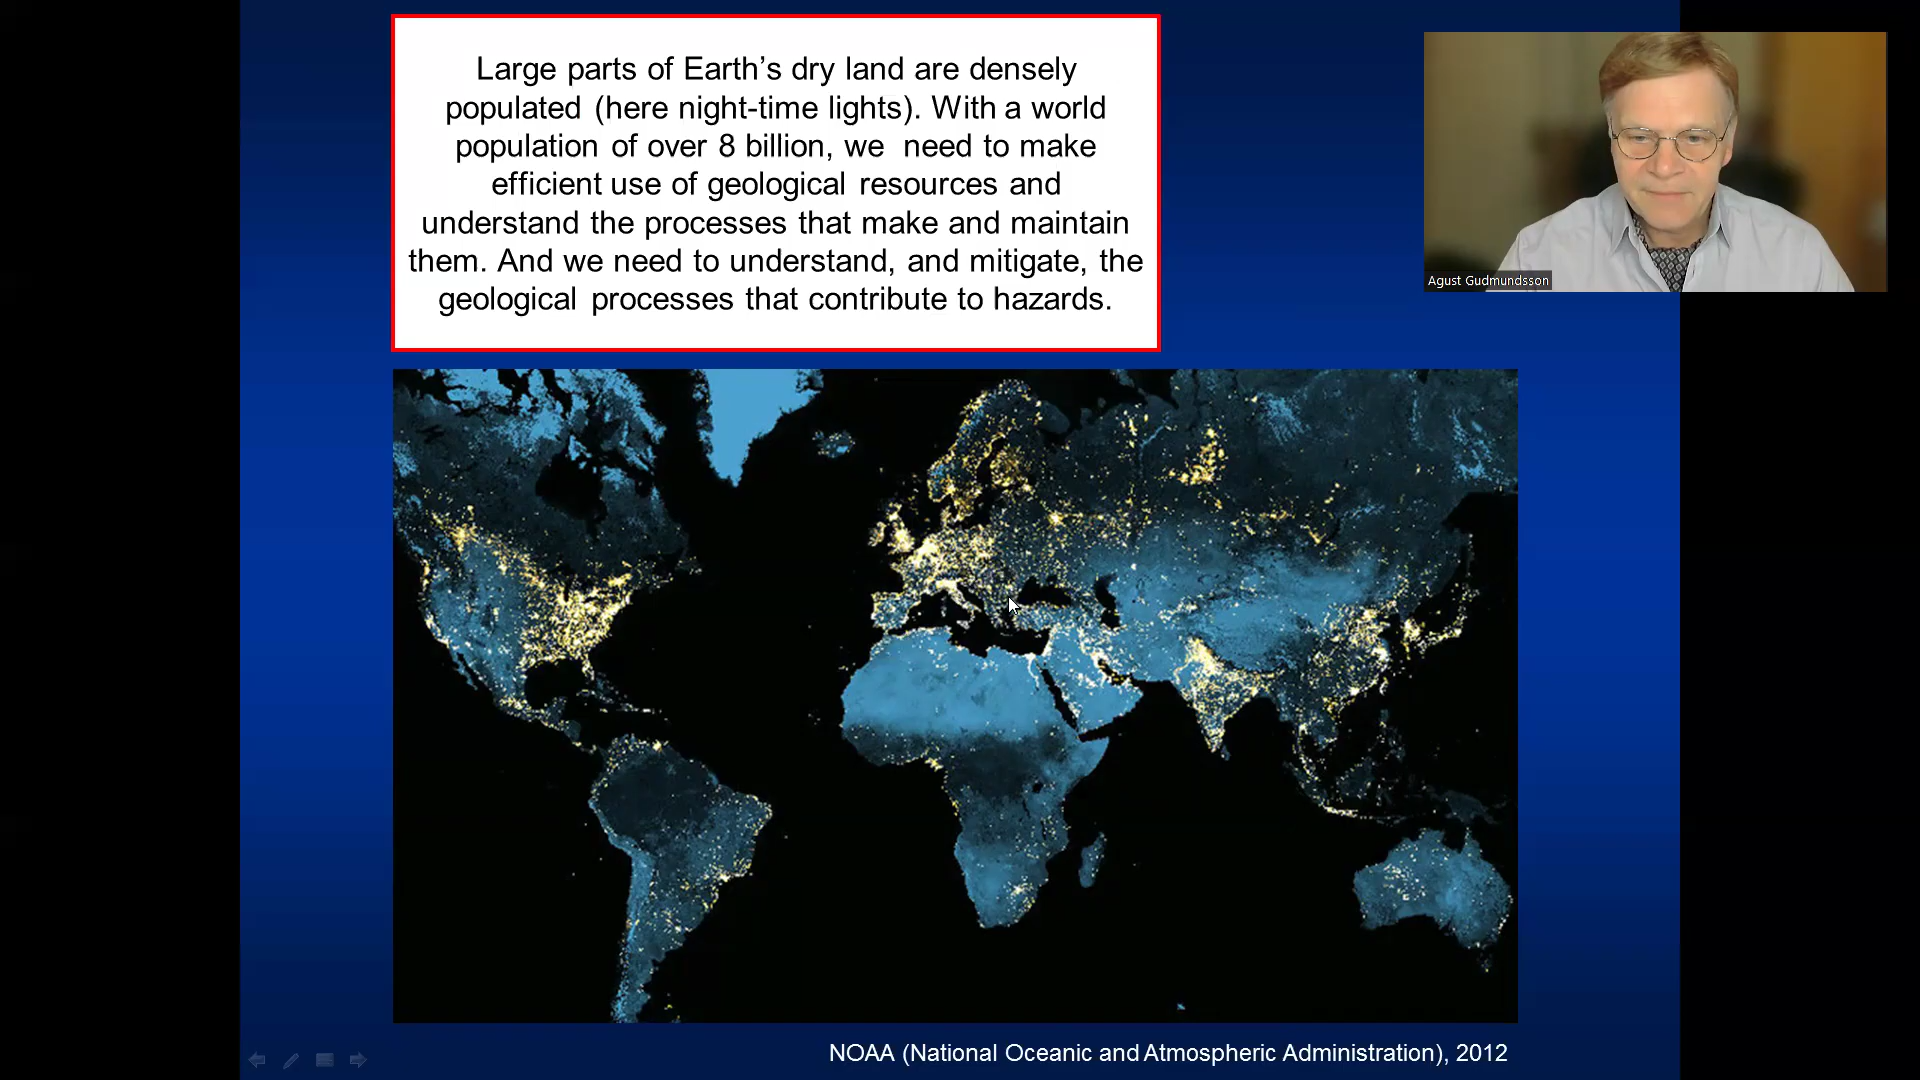 Large parts of Earth’s dry land are densely
populated (here night-time lights). With a world
population of over 8 billion, we need to make
efficient use of geological resources and
understand the processes that make and maintain
them. And we need to understand, and mitigate, the
geological processes that contribute to hazards.
Agust Gudmundsson
NOAA (National Oceanic and Atmospheric Administration), 2012